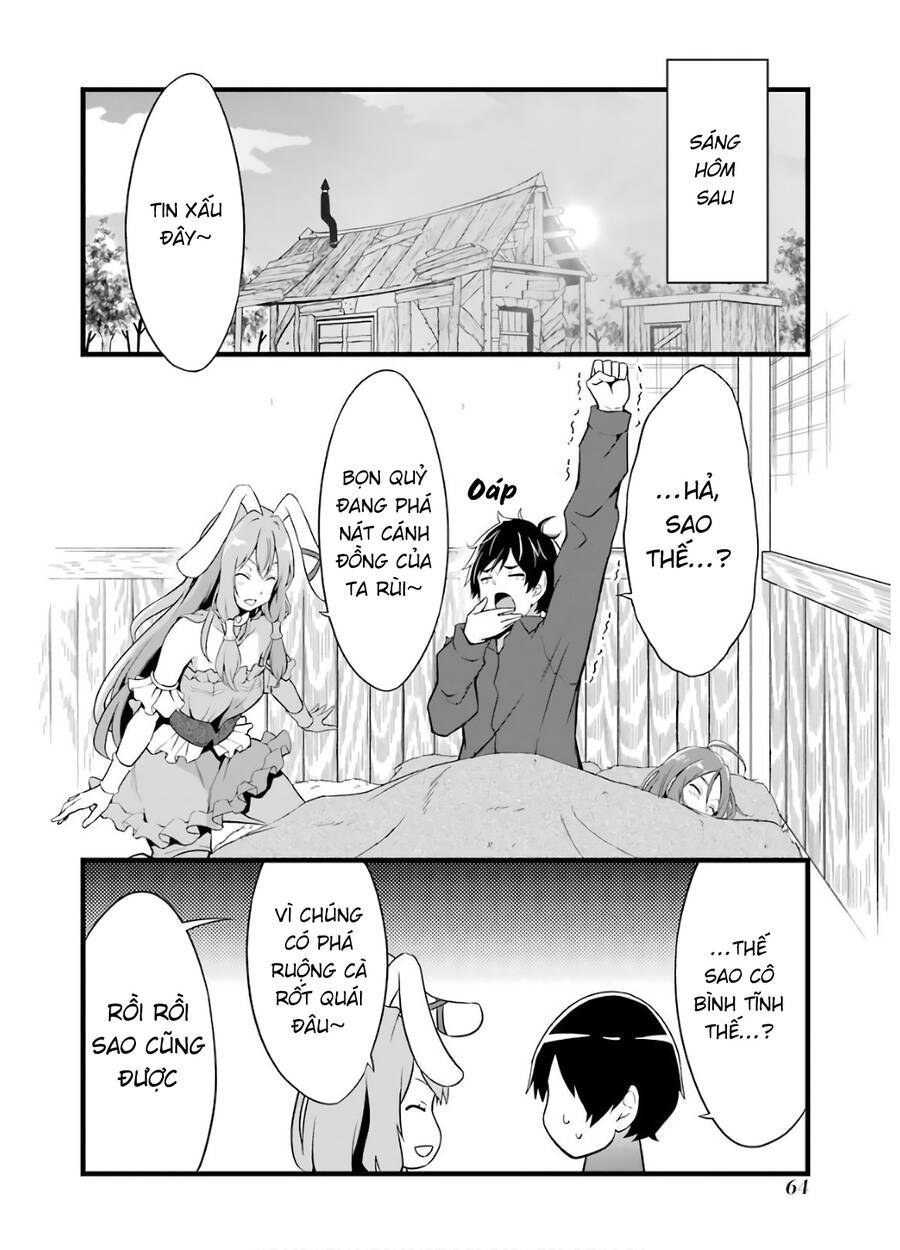 SÁNG
HÔM
SAU
TIN XẤU
ĐÂY~
...HẢ,
SAO
THẾ...?
Oáp
BỌN QUỶ
ĐANG PHÁ
NÁT CÁNH
ĐỒNG CỦA
TA RÙI~
...THẾ
SAO CÔ
BÌNH TĨNH
THẾ...?
VÌ CHÚNG
CÓ PHÁ
RUỘNG CÀ
RỐT QUÁI
ĐÂU~
RỒI RỒI
SAO CŨNG
ĐƯỢC
64